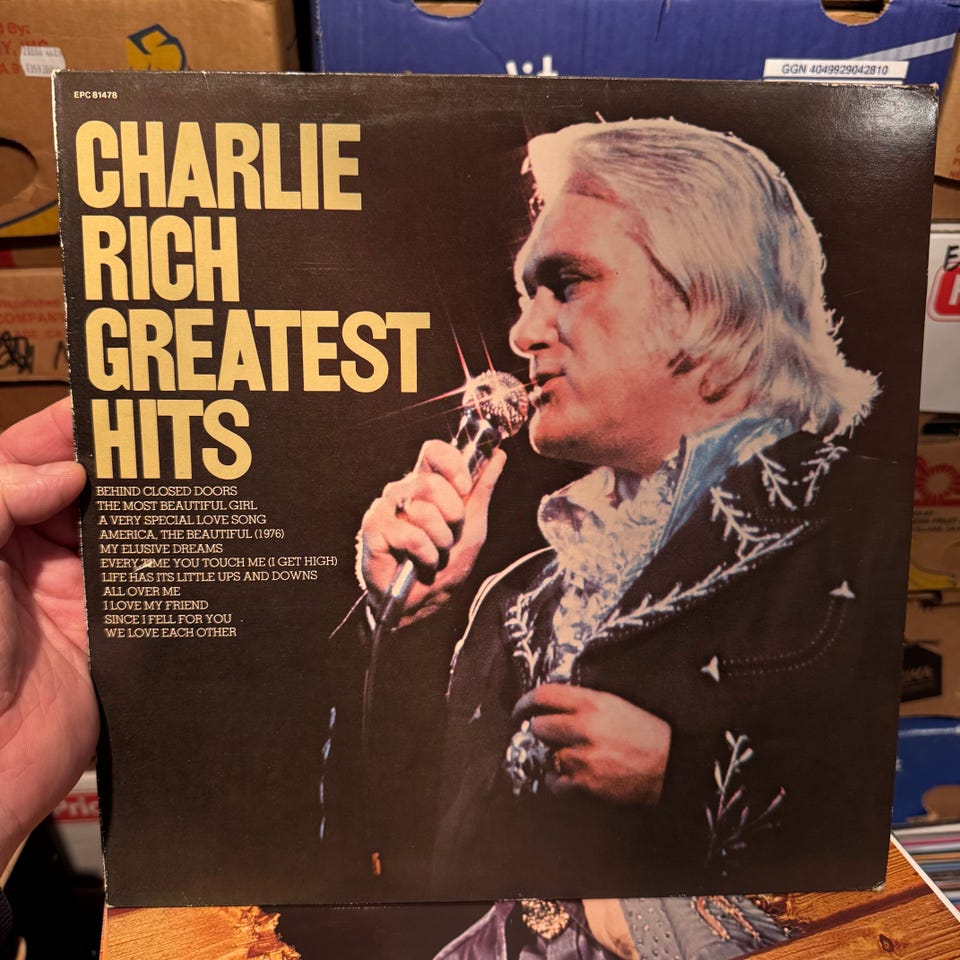 GGN 4049929042810
EPC 81478
CHARLIE
RICH
GREATEST
HITS
BEHIND CLOSED DOORS
THE MOST BEAUTIFUL GIRL
A VERY SPECIAL LOVE SONG
AMERICA, THE BEAUTIFUL (1976)
MY ELUSIVE DREAMS
EVERY TIME YOU TOUCH ME (I GET HIGH)
LIFE HAS ITS LITTLE UPS AND DOWNS
ALL OVER ME
I LOVE MY FRIEND
SINCE I FELL FOR YOU
WE LOVE EACH OTHER